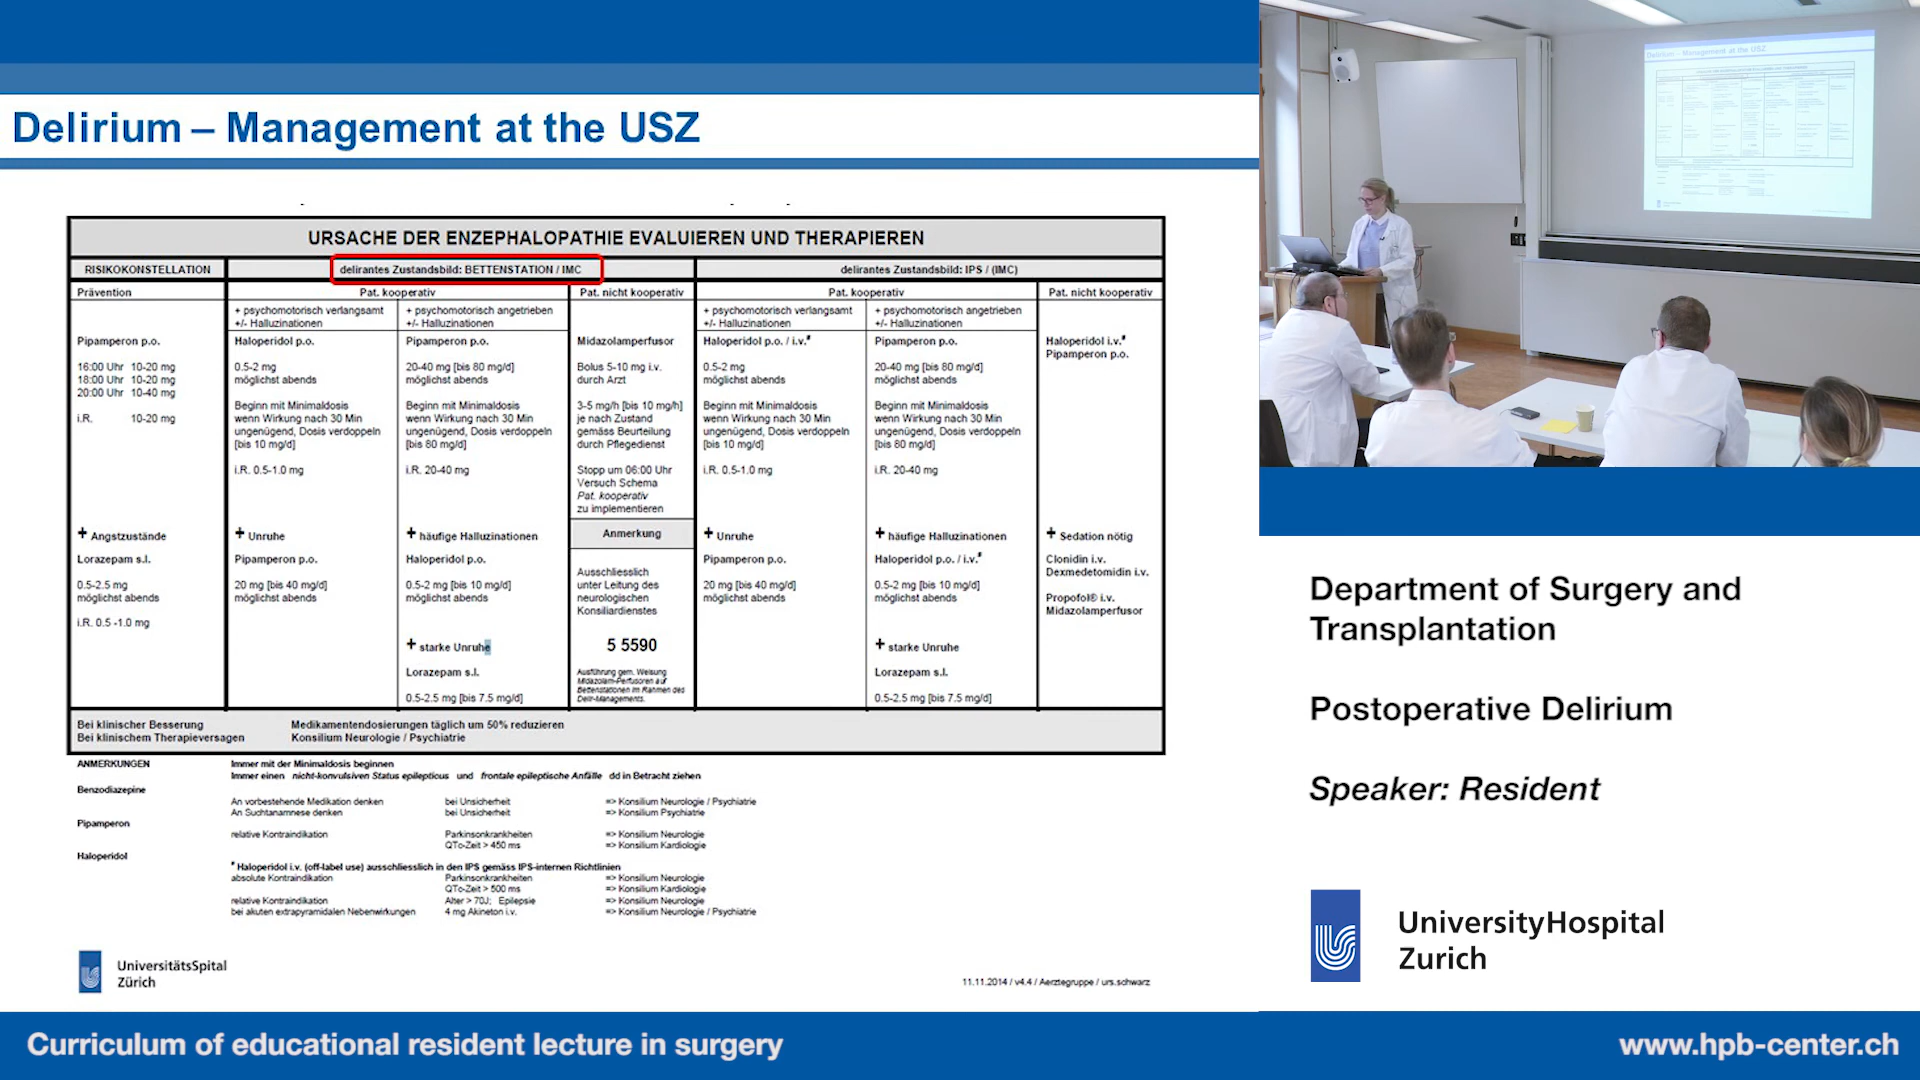 Delirium – Management at the USZ
URSACHE DER ENZEPHALOPATHIE EVALUIEREN UND THERAPIEREN
RISIKOKONSTELLATION
delirantes Zustandsbild: BETTENSTATION / IMC
delirantes Zustandsbild: IPS / (IMC)
Prävention
Pat. kooperativ
Pat. nicht kooperativ
Pat. kooperativ
Pat. nicht kooperativ
Pipamperon p.o.
16:00 Uhr 10-20 mg
18:00 Uhr 10-20 mg
20:00 Uhr 10-40 mg
i.R. 10-20 mg
+ Angstzustände
Lorazepam s.l.
0.5-2.5 mg
möglichst abends
i.R. 0.5 -1.0 mg
+ psychomotorisch verlangsamt
+/- Halluzinationen
Haloperidol p.o.
0.5-2 mg
möglichst abends
Beginn mit Minimaldosis
wenn Wirkung nach 30 Min
ungenügend, Dosis verdoppeln
[bis 10 mg/d]
i.R. 0.5-1.0 mg
+ Unruhe
Pipamperon p.o.
20 mg [bis 40 mg/d]
möglichst abends
+ psychomotorisch angetrieben
+/- Halluzinationen
Pipamperon p.o.
20-40 mg [bis 80 mg/d]
möglichst abends
Beginn mit Minimaldosis
wenn Wirkung nach 30 Min
ungenügend, Dosis verdoppeln
[bis 80 mg/d]
i.R. 20-40 mg
+ häufige Halluzinationen
Haloperidol p.o.
0.5-2 mg [bis 10 mg/d]
möglichst abends
+ starke Unruhe
Lorazepam s.l.
0.5-2.5 mg [bis 7.5 mg/d]
Midazolamperfusor
Bolus 5-10 mg i.v.
durch Arzt
3-5 mg/h [bis 10 mg/h]
je nach Zustand
gemäss Beurteilung
durch Pflegedienst
Stopp um 06:00 Uhr
Versuch Schema
Pat. kooperativ
zu implementieren
Anmerkung
Ausschliesslich
unter Leitung des
neurologischen
Konsiliardienstes
5 5590
Ausführung gem. Weisung
Midazolam-Perfusoren auf
Bettenstationen im Rahmen des
Delir-Managements.
+ psychomotorisch verlangsamt
+/- Halluzinationen
Haloperidol p.o. / i.v.#
0.5-2 mg
möglichst abends
Beginn mit Minimaldosis
wenn Wirkung nach 30 Min
ungenügend, Dosis verdoppeln
[bis 10 mg/d]
i.R. 0.5-1.0 mg
+ Unruhe
Pipamperon p.o.
20 mg [bis 40 mg/d]
möglichst abends
+ psychomotorisch angetrieben
+/- Halluzinationen
Pipamperon p.o.
20-40 mg [bis 80 mg/d]
möglichst abends
Beginn mit Minimaldosis
wenn Wirkung nach 30 Min
ungenügend, Dosis verdoppeln
[bis 80 mg/d]
i.R. 20-40 mg
+ häufige Halluzinationen
Haloperidol p.o. / i.v.#
0.5-2 mg [bis 10 mg/d]
möglichst abends
+ starke Unruhe
Lorazepam s.l.
0.5-2.5 mg [bis 7.5 mg/d]
Haloperidol i.v.#
Pipamperon p.o.
+ Sedation nötig
Clonidin i.v.
Dexmedetomidin i.v.
Propofol® i.v.
Midazolamperfusor
Bei klinischer Besserung Medikamentendosierungen täglich um 50% reduzieren
Bei klinischem Therapieversagen Konsilium Neurologie / Psychiatrie
ANMERKUNGEN Immer mit der Minimaldosis beginnen
Immer einen nicht-konvulsiven Status epilepticus und frontale epileptische Anfälle dd in Betracht ziehen
Benzodiazepine
An vorbestehende Medikation denken bei Unsicherheit => Konsilium Neurologie / Psychiatrie
An Suchtanamnese denken bei Unsicherheit => Konsilium Psychiatrie
Pipamperon
relative Kontraindikation Parkinsonkrankheiten => Konsilium Neurologie
QTc-Zeit > 450 ms => Konsilium Kardiologie
Haloperidol
# Haloperidol i.v. (off-label use) ausschliesslich in den IPS gemäss IPS-internen Richtlinien
absolute Kontraindikation Parkinsonkrankheiten => Konsilium Neurologie
QTc-Zeit > 500 ms => Konsilium Kardiologie
relative Kontraindikation Alter > 70J; Epilepsie => Konsilium Neurologie
bei akuten extrapyramidalen Nebenwirkungen 4 mg Akineton i.v. => Konsilium Neurologie / Psychiatrie
UniversitätsSpital
Zürich
11.11.2014 / v4.4 / Aerztegruppe / urs.schwarz
Delirium – Management at the USZ
Department of Surgery and
Transplantation
Postoperative Delirium
Speaker: Resident
UniversityHospital
Zurich
Curriculum of educational resident lecture in surgery
www.hpb-center.ch